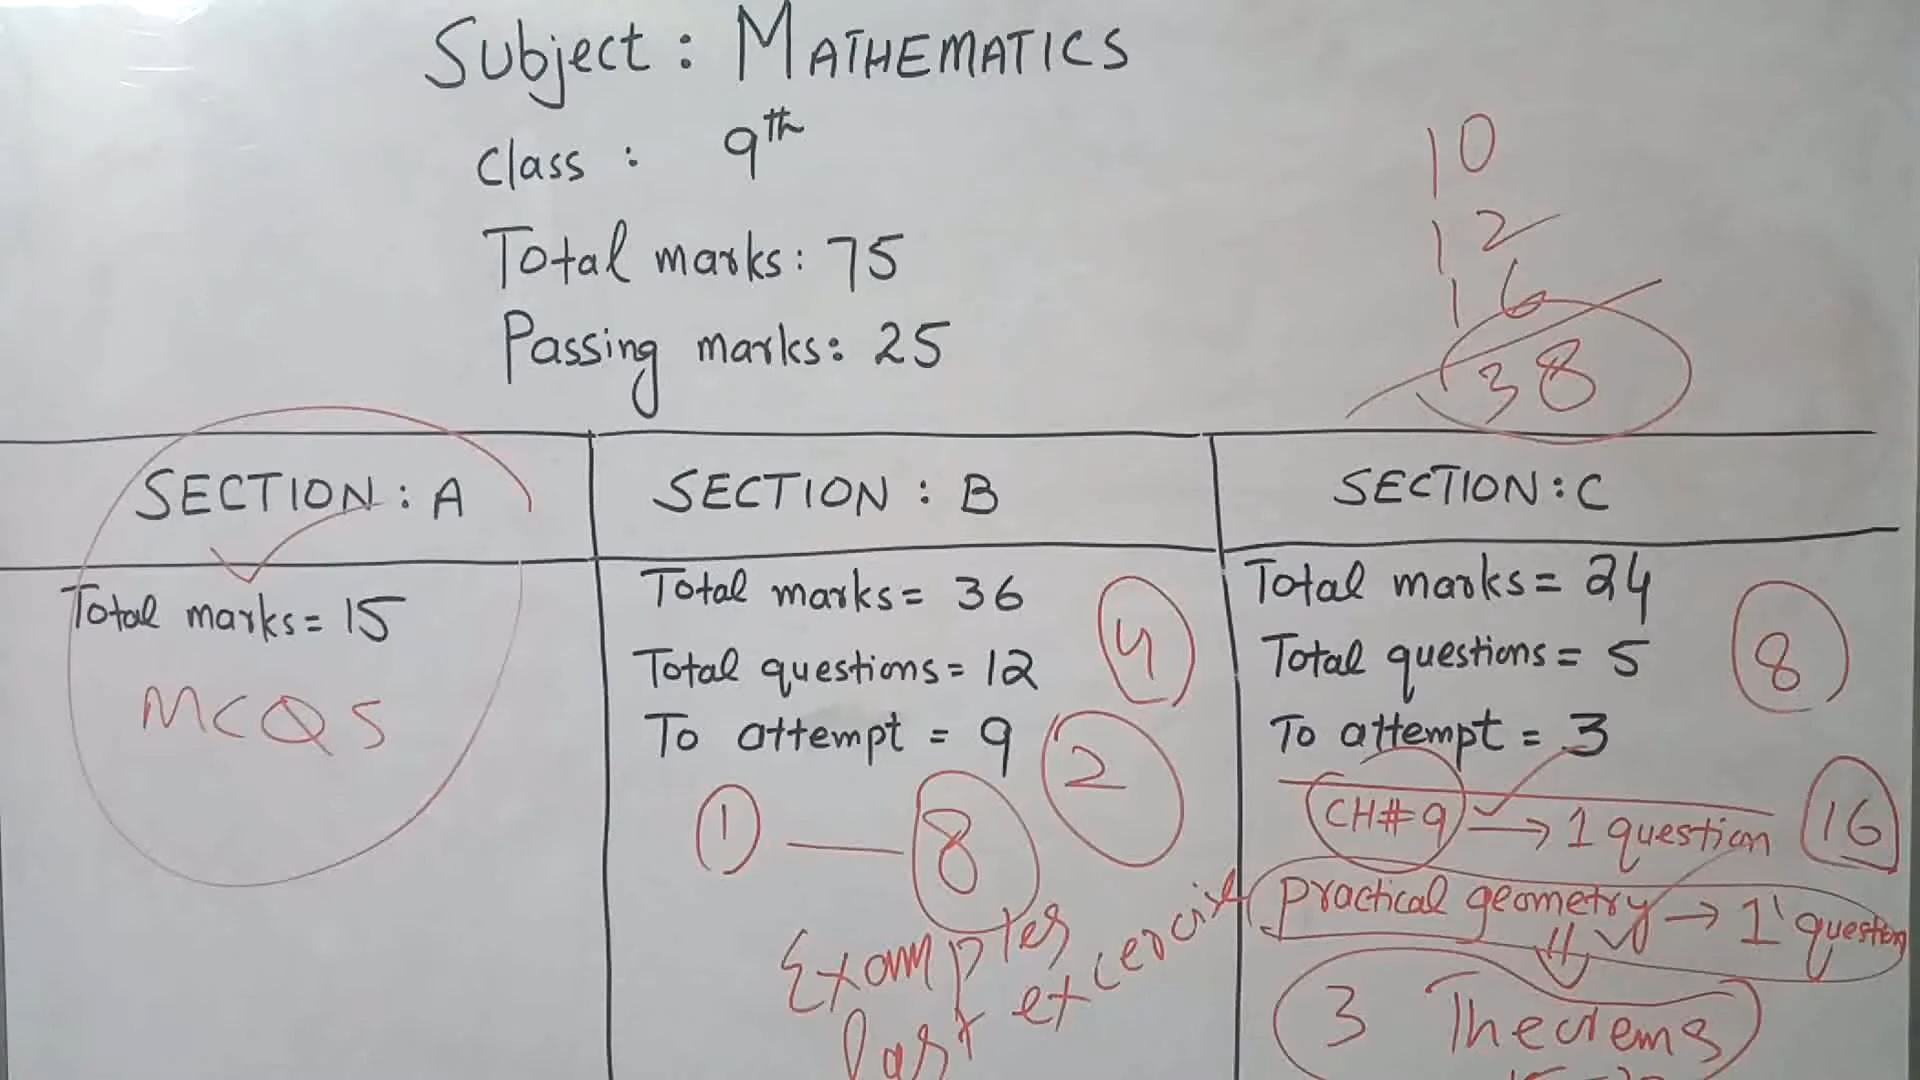 Subject: MATHEMATICS
Class: 9th
Total marks: 75
Passing marks: 25
10
12
16
38
SECTION: A
Total marks= 15
MCQS
SECTION: B
Total marks= 36
Total questions= 12
To attempt = 9
4
2
1 — 8
Examples
last excercise
SECTION: C
Total marks= 24
Total questions= 5
To attempt = 3
8
16
CH#9 → 1 question
Practical geometry → 1 question
3 Theorems